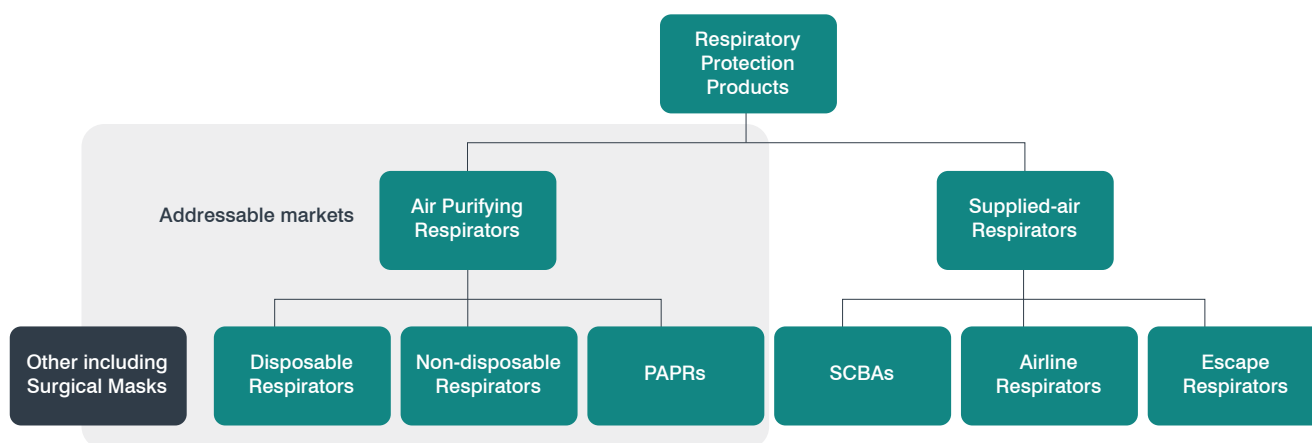 Respiratory
Protection
Products
Addressable markets
Air Purifying
Respirators
Supplied-air
Respirators
Other including
Surgical Masks
Disposable
Respirators
Non-disposable
Respirators
PAPRs
SCBAs
Airline
Respirators
Escape
Respirators